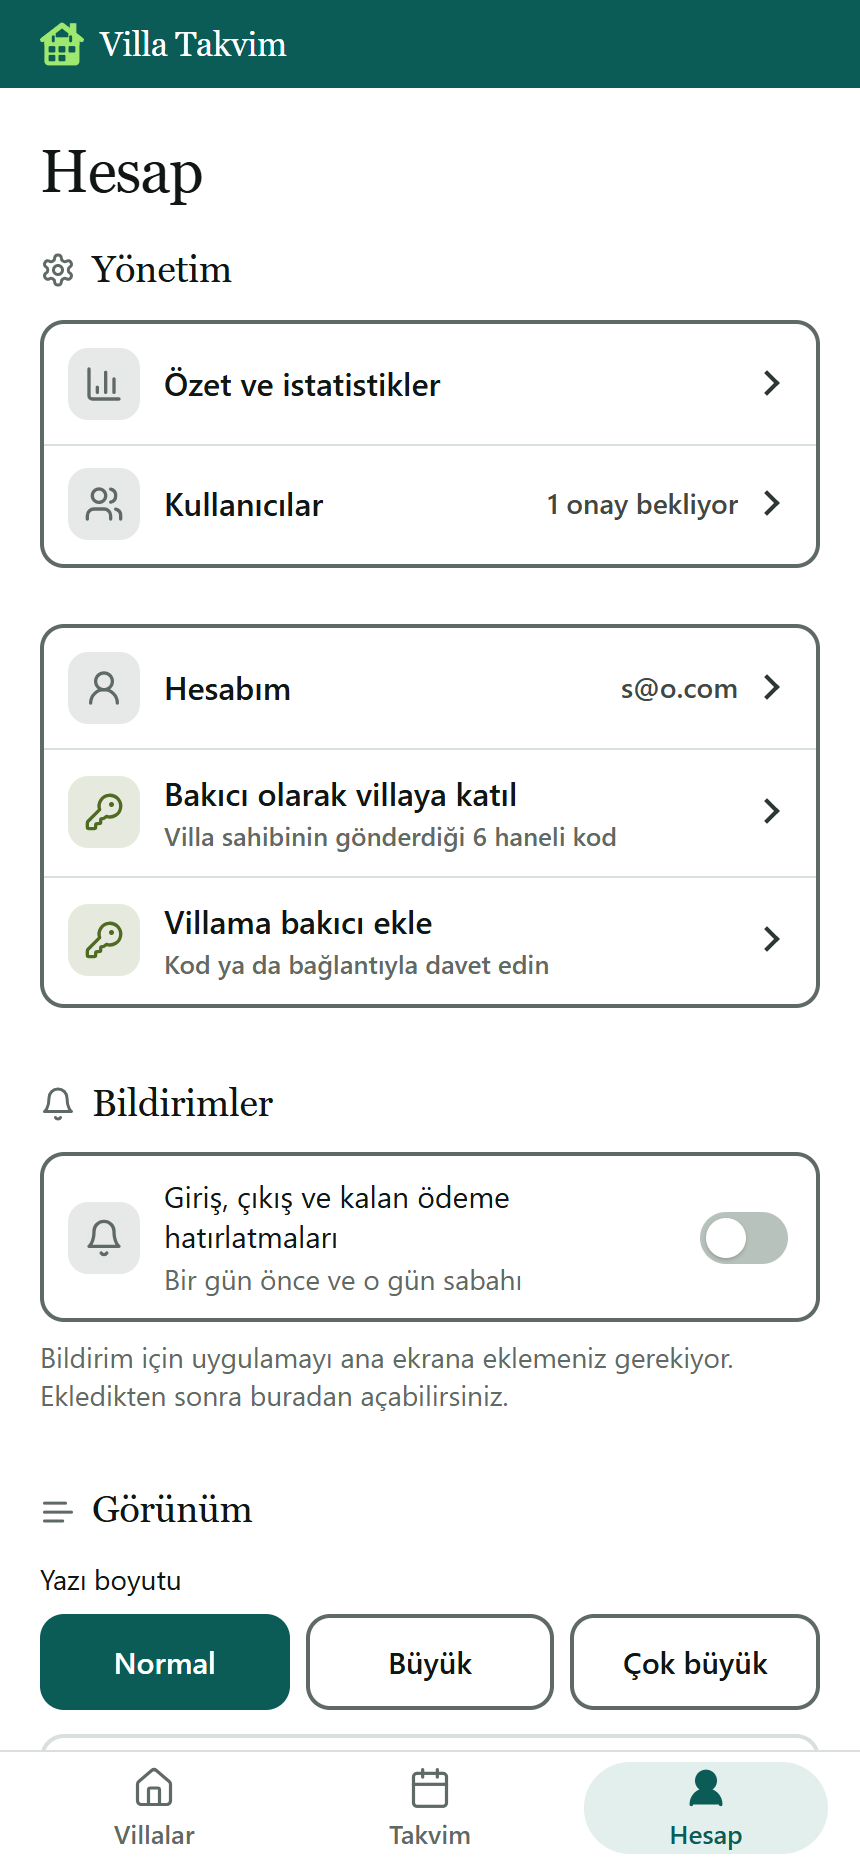 Villa Takvim
Hesap
Yönetim
Özet ve istatistikler
Kullanıcılar
1 onay bekliyor
Hesabım
s@o.com
Bakıcı olarak villaya katıl
Villa sahibinin gönderdiği 6 haneli kod
Villama bakıcı ekle
Kod ya da bağlantıyla davet edin
Bildirimler
Giriş, çıkış ve kalan ödeme
hatırlatmaları
Bir gün önce ve o gün sabahı
Bildirim için uygulamayı ana ekrana eklemeniz gerekiyor.
Ekledikten sonra buradan açabilirsiniz.
Görünüm
Yazı boyutu
Normal
Büyük
Çok büyük
Villalar
Takvim
Hesap